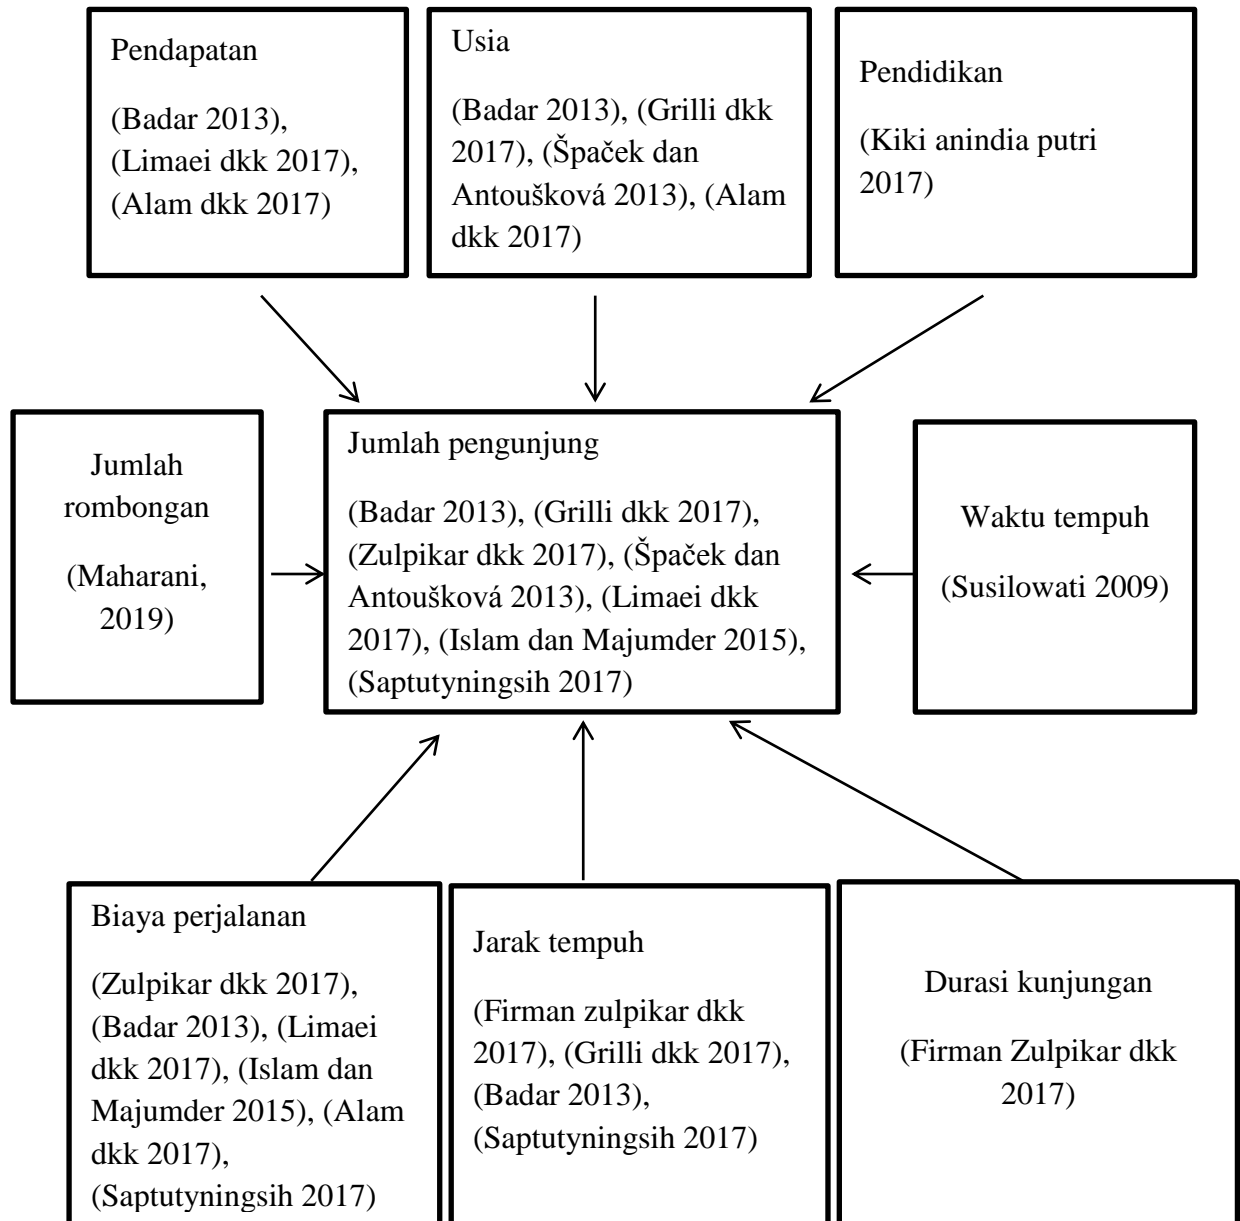 Pendapatan
(Badar 2013),
(Limaei dkk 2017),
(Alam dkk 2017)
Usia
(Badar 2013), (Grilli dkk
2017), (Špaček dan
Antoušková 2013), (Alam
dkk 2017)
Pendidikan
(Kiki anindia putri
2017)
Jumlah
rombongan
(Maharani,
2019)
Jumlah pengunjung
(Badar 2013), (Grilli dkk 2017),
(Zulpikar dkk 2017), (Špaček dan
Antoušková 2013), (Limaei dkk
2017), (Islam dan Majumder 2015),
(Saptutyningsih 2017)
Waktu tempuh
(Susilowati 2009)
Biaya perjalanan
(Zulpikar dkk 2017),
(Badar 2013), (Limaei
dkk 2017), (Islam dan
Majumder 2015), (Alam
dkk 2017),
(Saptutyningsih 2017)
Jarak tempuh
(Firman zulpikar dkk
2017), (Grilli dkk 2017),
(Badar 2013),
(Saptutyningsih 2017)
Durasi kunjungan
(Firman Zulpikar dkk
2017)